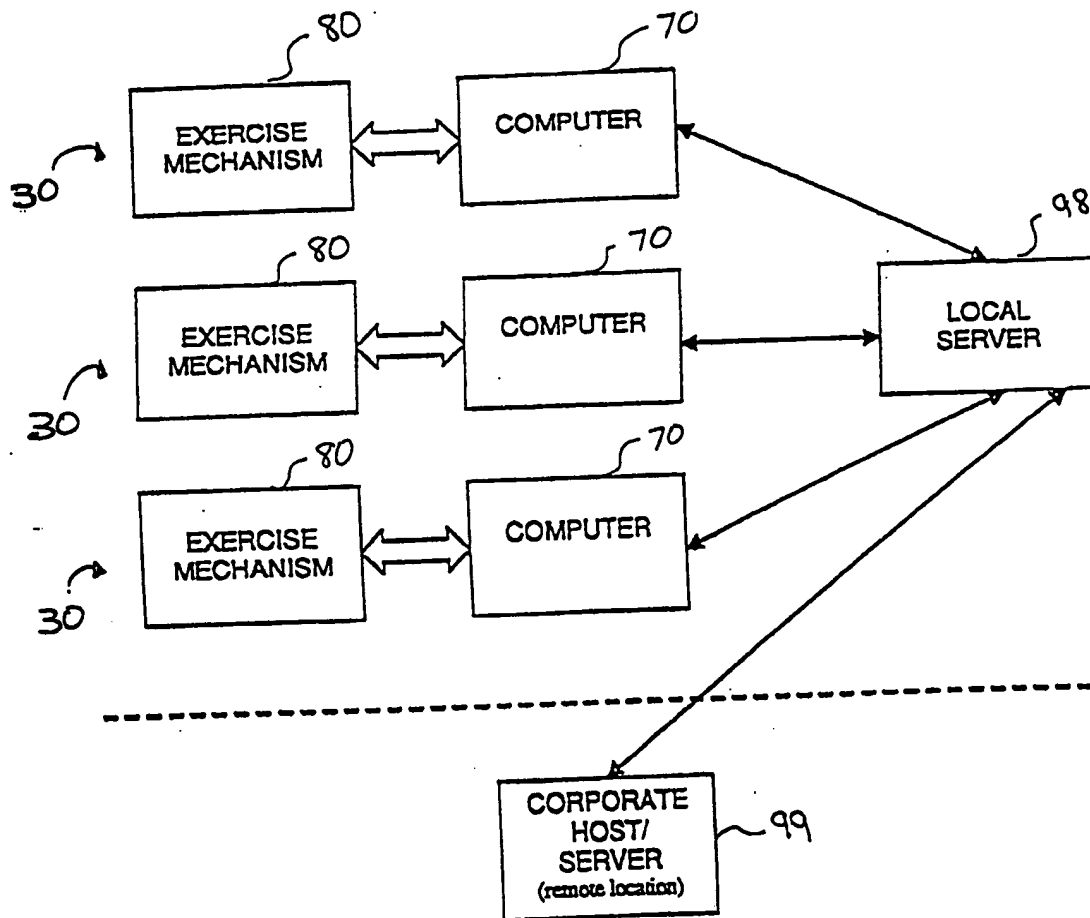 80
70
30
EXERCISE
MECHANISM
COMPUTER
98
80
70
30
EXERCISE
MECHANISM
COMPUTER
LOCAL
SERVER
80
70
30
EXERCISE
MECHANISM
COMPUTER
CORPORATE
HOST/
SERVER
(remote location)
99